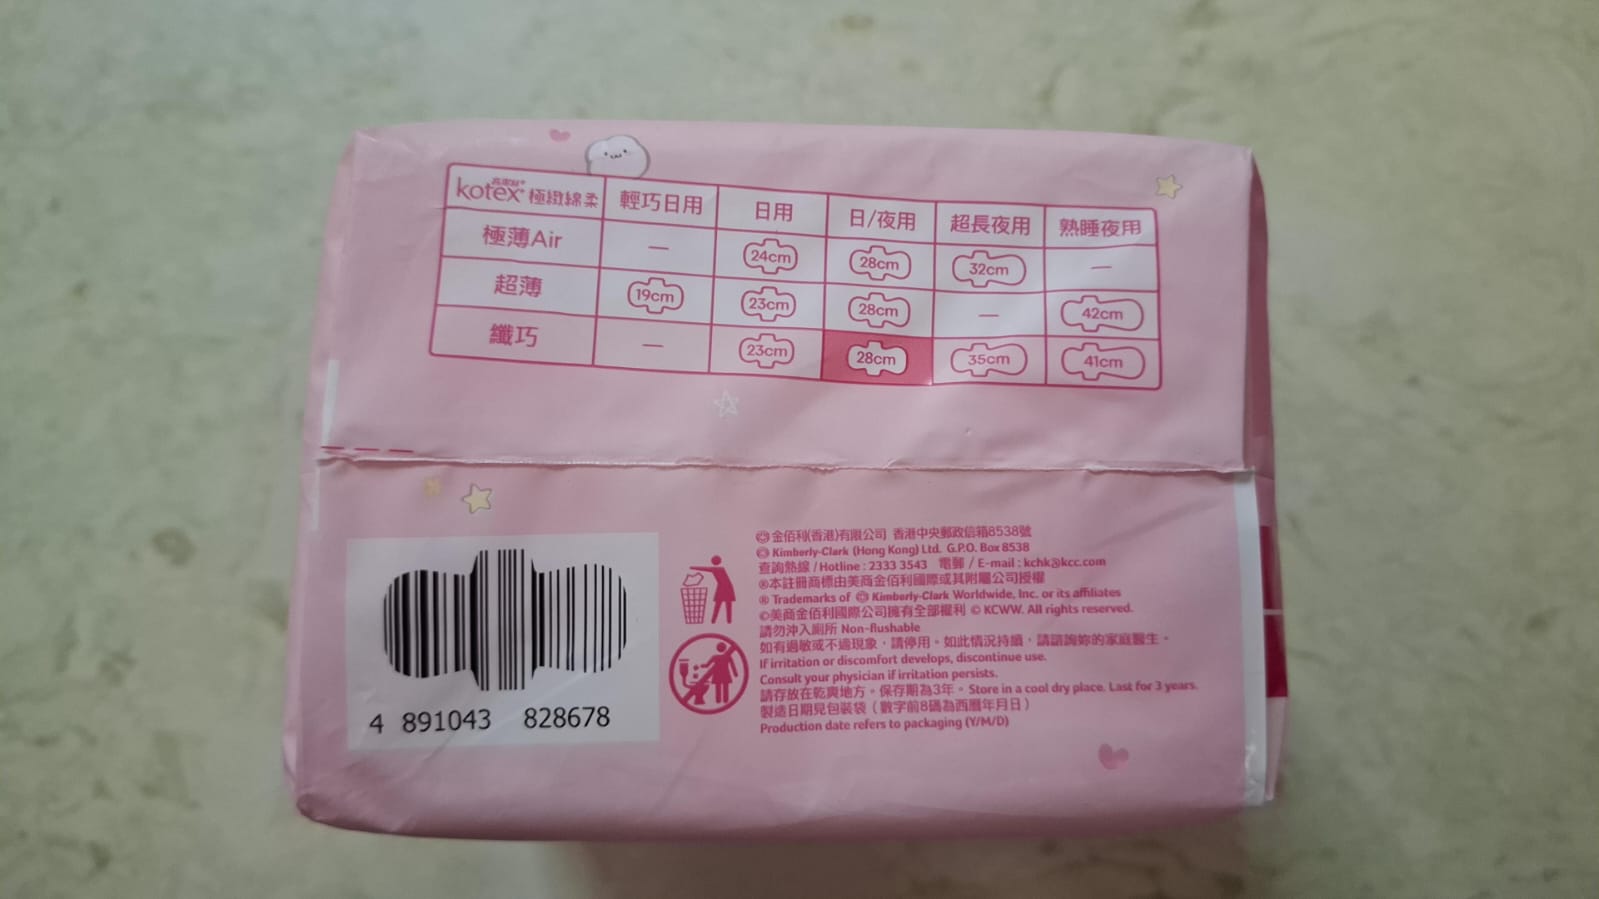 高潔絲 kotex 極緻綿柔 輕巧日用 日用 日/夜用 超長夜用 熟睡夜用
極薄Air — 24cm 28cm 32cm —
超薄 19cm 23cm 28cm — 42cm
纖巧 — 23cm 28cm 35cm 41cm
4 891043 828678
金佰利(香港)有限公司 香港中央郵政信箱8538號
Kimberly-Clark (Hong Kong) Ltd. G.P.O. Box 8538
查詢熱線 / Hotline : 2333 3543 電郵 / E-mail : kchk@kcc.com
®本註冊商標由美商金佰利國際或其附屬公司授權
® Trademarks of Kimberly-Clark Worldwide, Inc. or its affiliates
©美商金佰利國際公司擁有全部權利 © KCWW. All rights reserved.
請勿沖入廁所 Non-flushable
如有過敏或不適現象，請停用。如此情況持續，請諮詢妳的家庭醫生。
If irritation or discomfort develops, discontinue use.
Consult your physician if irritation persists.
請存放在乾爽地方。保存期為3年。Store in a cool dry place. Last for 3 years.
製造日期見包裝袋（數字前8碼為西曆年月日）
Production date refers to packaging (Y/M/D)